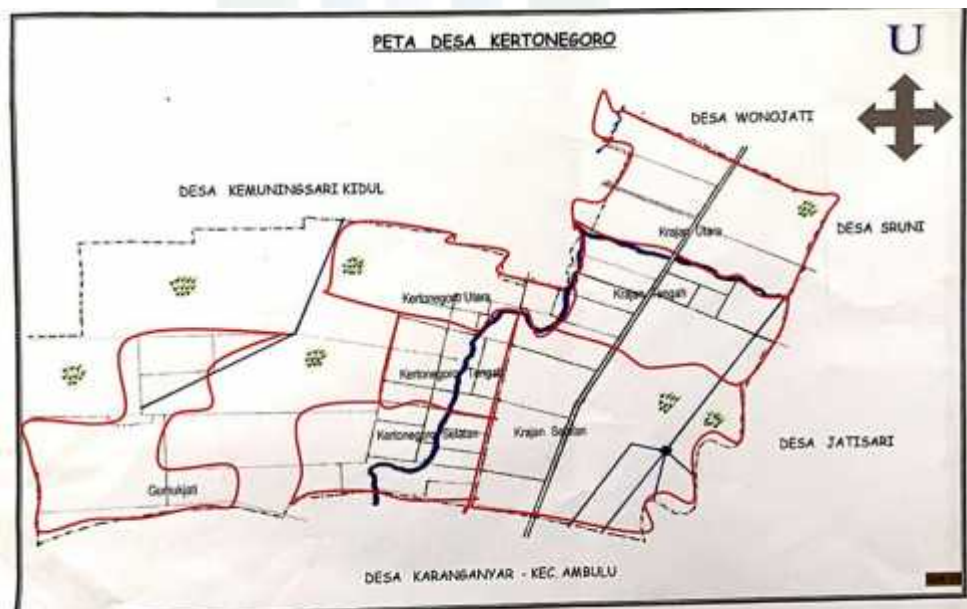 PETA DESA KERTONEGORO
U
DESA WONOJATI
DESA KEMUNINGSARI KIDUL
DESA SRUNI
Krajan Utara
Kertonegoro Utara
Krajan Tengah
Kertonegoro Tengah
Kertonegoro Selatan
Krajan Selatan
DESA JATISARI
Gumukjati
DESA KARANGANYAR - KEC. AMBULU